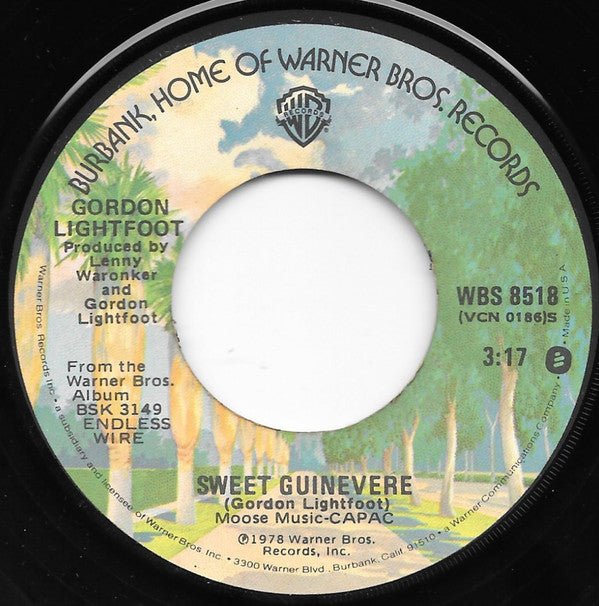 BURBANK, HOME OF WARNER BROS. RECORDS
WB
RECORDS
®
GORDON
LIGHTFOOT
Produced by
Lenny
Waronker
and
Gordon
Lightfoot
WBS 8518
(VCN 0186)S
3:17
From the
Warner Bros.
Album
BSK 3149
ENDLESS
WIRE
SWEET GUINEVERE
(Gordon Lightfoot)
Moose Music-CAPAC
℗1978 Warner Bros.
Records, Inc.
Warner Bros. Records Inc. • a subsidiary and licensee of Warner Bros. Inc. • 3300 Warner Blvd., Burbank, Calif. 91510 • a Warner Communications Company • Made in U.S.A.